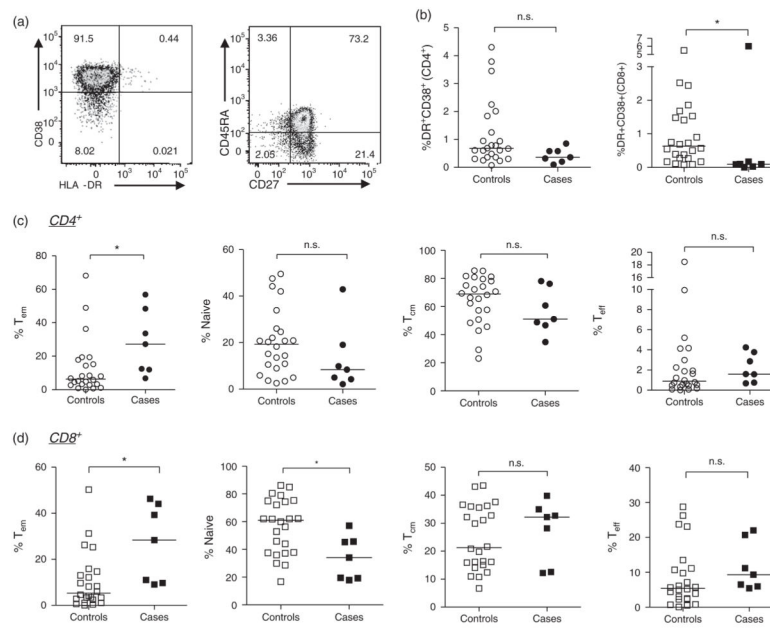 (a)
91.5 0.44
8.02 0.021
10⁵
10⁴
10³
10²
0
0 10² 10³ 10⁴ 10⁵
CD38
HLA -DR
3.36 73.2
2.05 21.4
10⁵
10⁴
10³
10²
0
0 10² 10³ 10⁴ 10⁵
CD45RA
CD27
(b)
n.s.
%DR⁺CD38⁺ (CD4⁺)
5
4
3
2
1
0
Controls Cases
*
%DR+CD38+(CD8+)
6
5
4
3
2
1
0
Controls Cases
(c) CD4⁺
*
% Tem
80
60
40
20
0
Controls Cases
n.s.
% Naive
60
40
20
0
Controls Cases
n.s.
% Tcm
100
80
60
40
20
0
Controls Cases
n.s.
% Teff
20
18
16
14
12
10
8
6
4
2
0
Controls Cases
(d) CD8⁺
*
% Tem
60
40
20
0
Controls Cases
*
% Naive
100
80
60
40
20
0
Controls Cases
n.s.
% Tcm
50
40
30
20
10
0
Controls Cases
n.s.
% Teff
40
30
20
10
0
Controls Cases